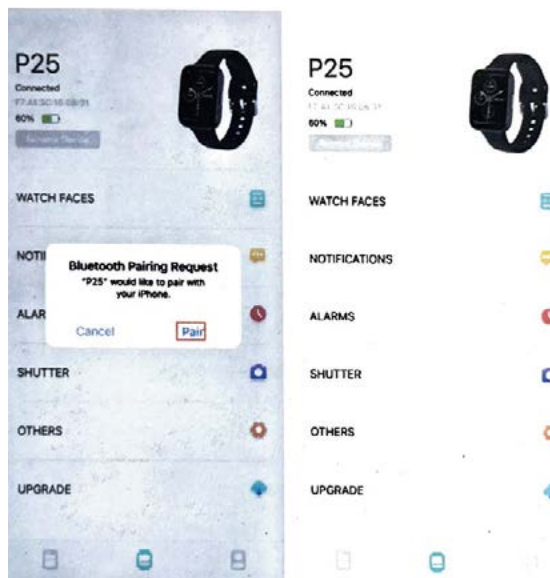 P25
Connected
60%
WATCH FACES
NOTI
Bluetooth Pairing Request
"P25" would like to pair with
your iPhone.
Cancel
Pair
ALAR
SHUTTER
OTHERS
UPGRADE
P25
Connected
60%
WATCH FACES
NOTIFICATIONS
ALARMS
SHUTTER
OTHERS
UPGRADE